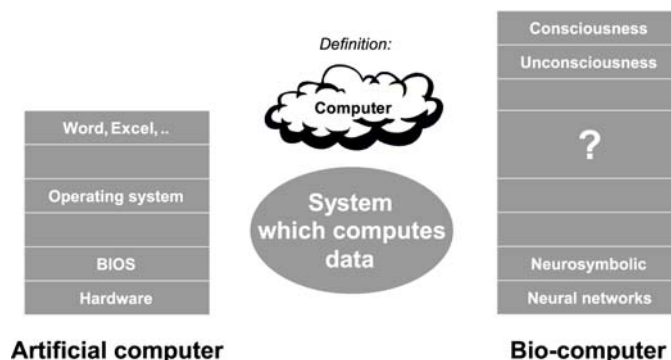 Definition:
Computer
System
which computes
data
Word, Excel, ..
Operating system
BIOS
Hardware
Artificial computer
Consciousness
Unconsciousness
?
Neurosymbolic
Neural networks
Bio-computer